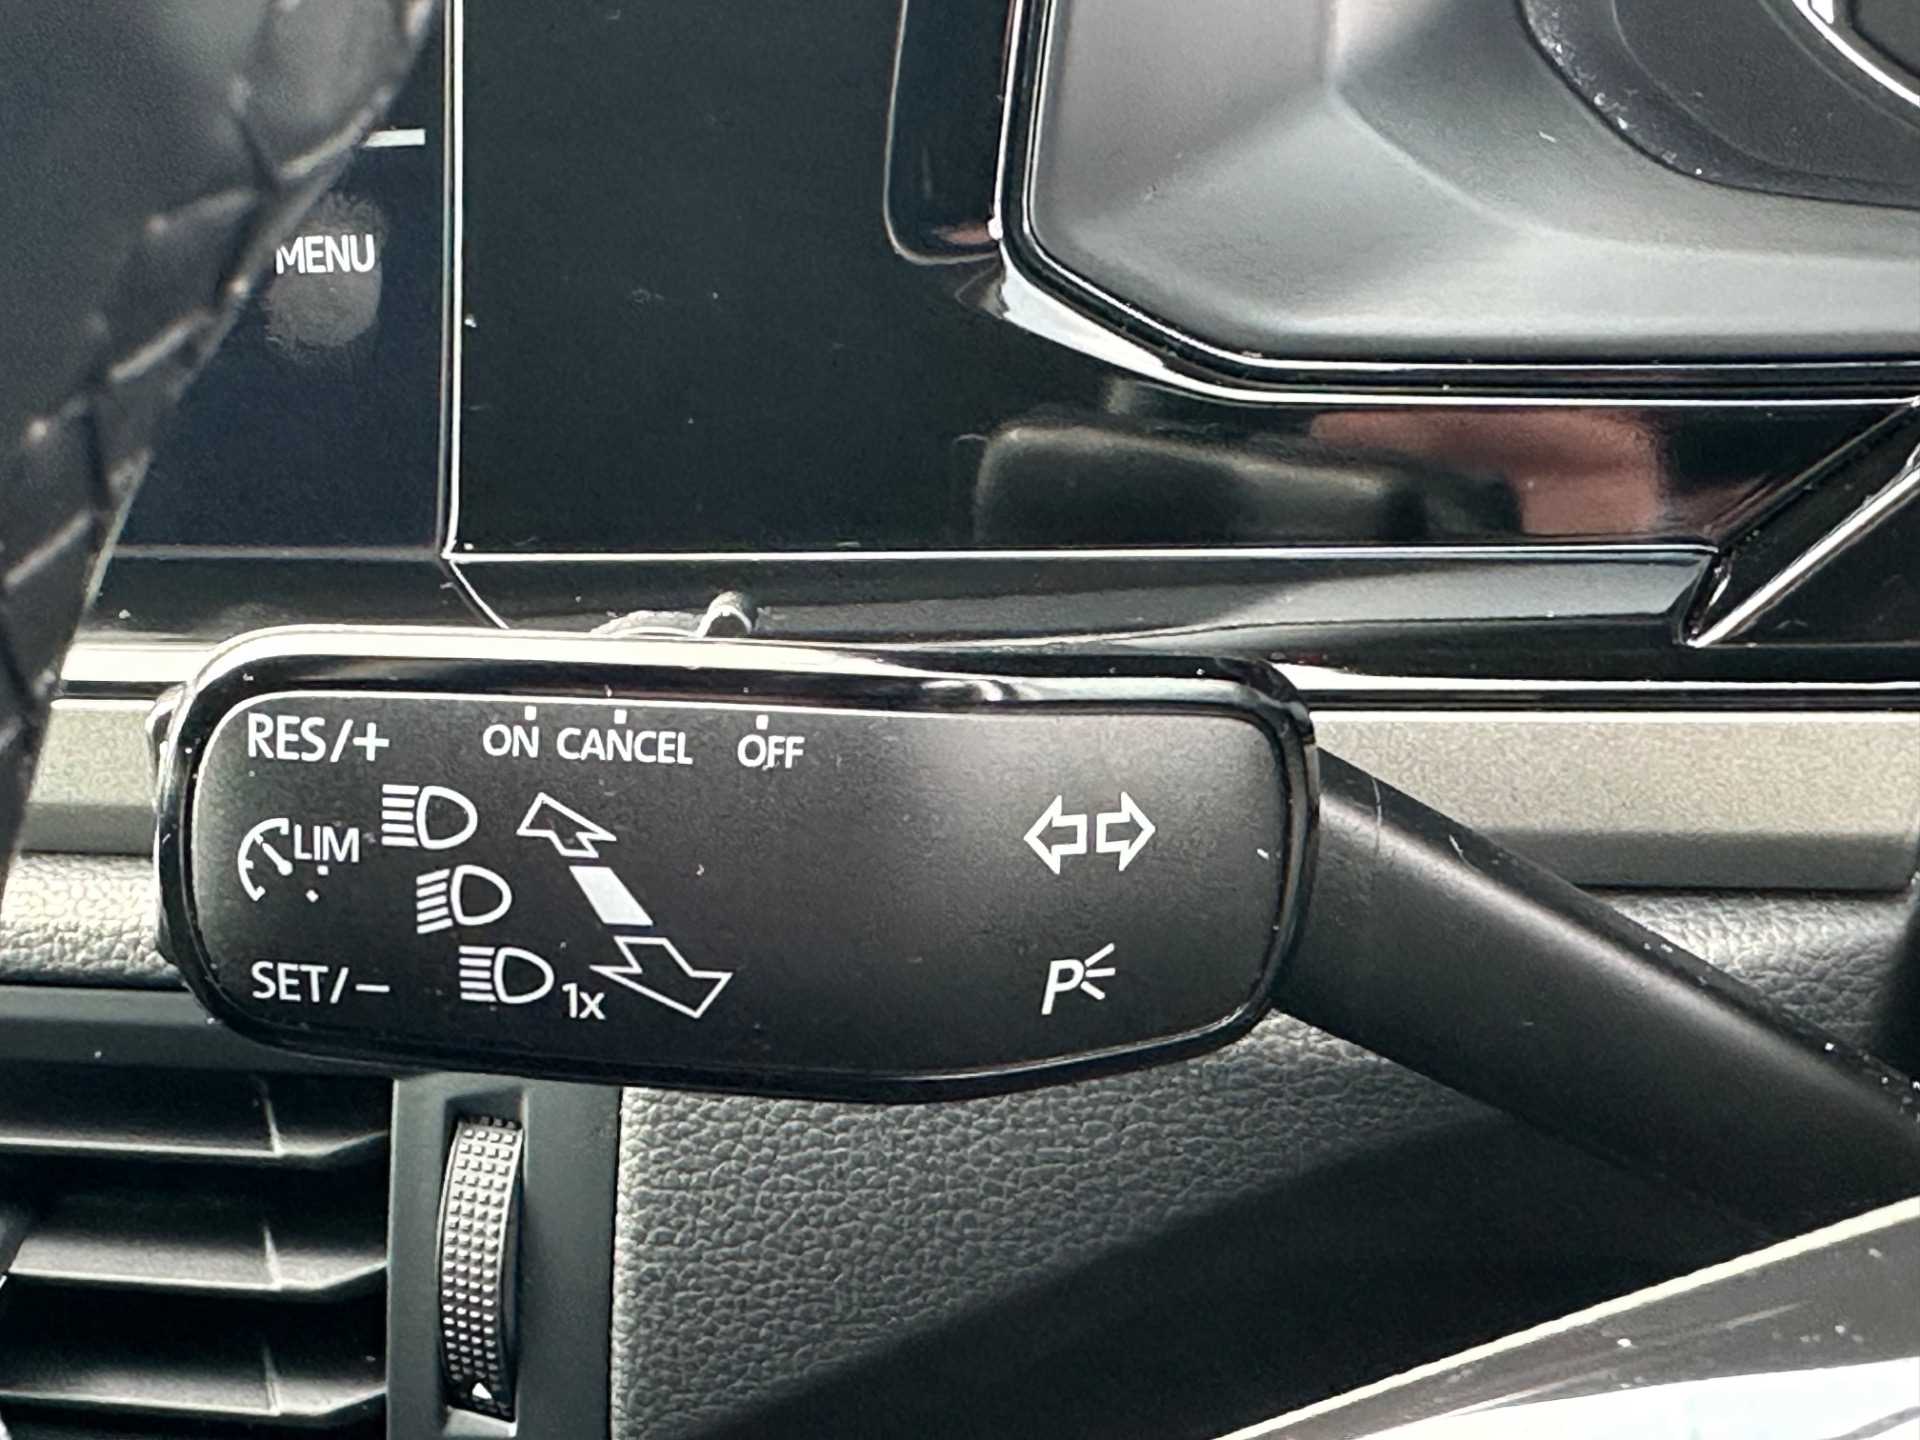 MENU
RES/+ ON CANCEL OFF
LIM
SET/− 1x
P